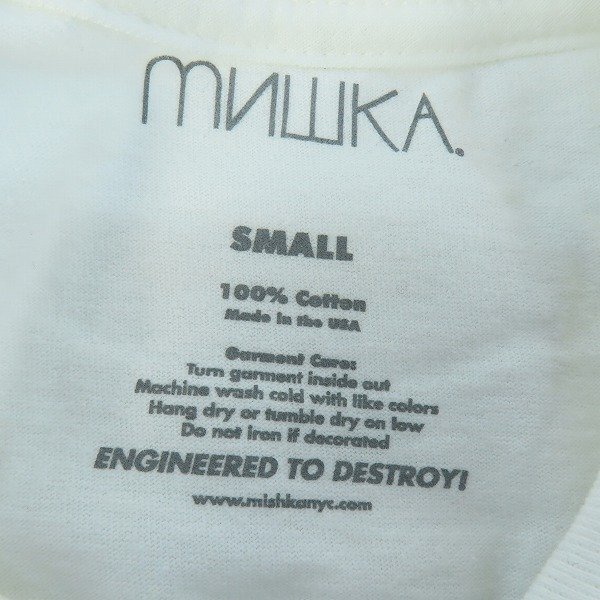 МИШКА.
SMALL
100% Cotton
Made in the USA
Garment Care:
Turn garment inside out
Machine wash cold with like colors
Hang dry or tumble dry on low
Do not iron if decorated
ENGINEERED TO DESTROY!
www.mishkanyc.com